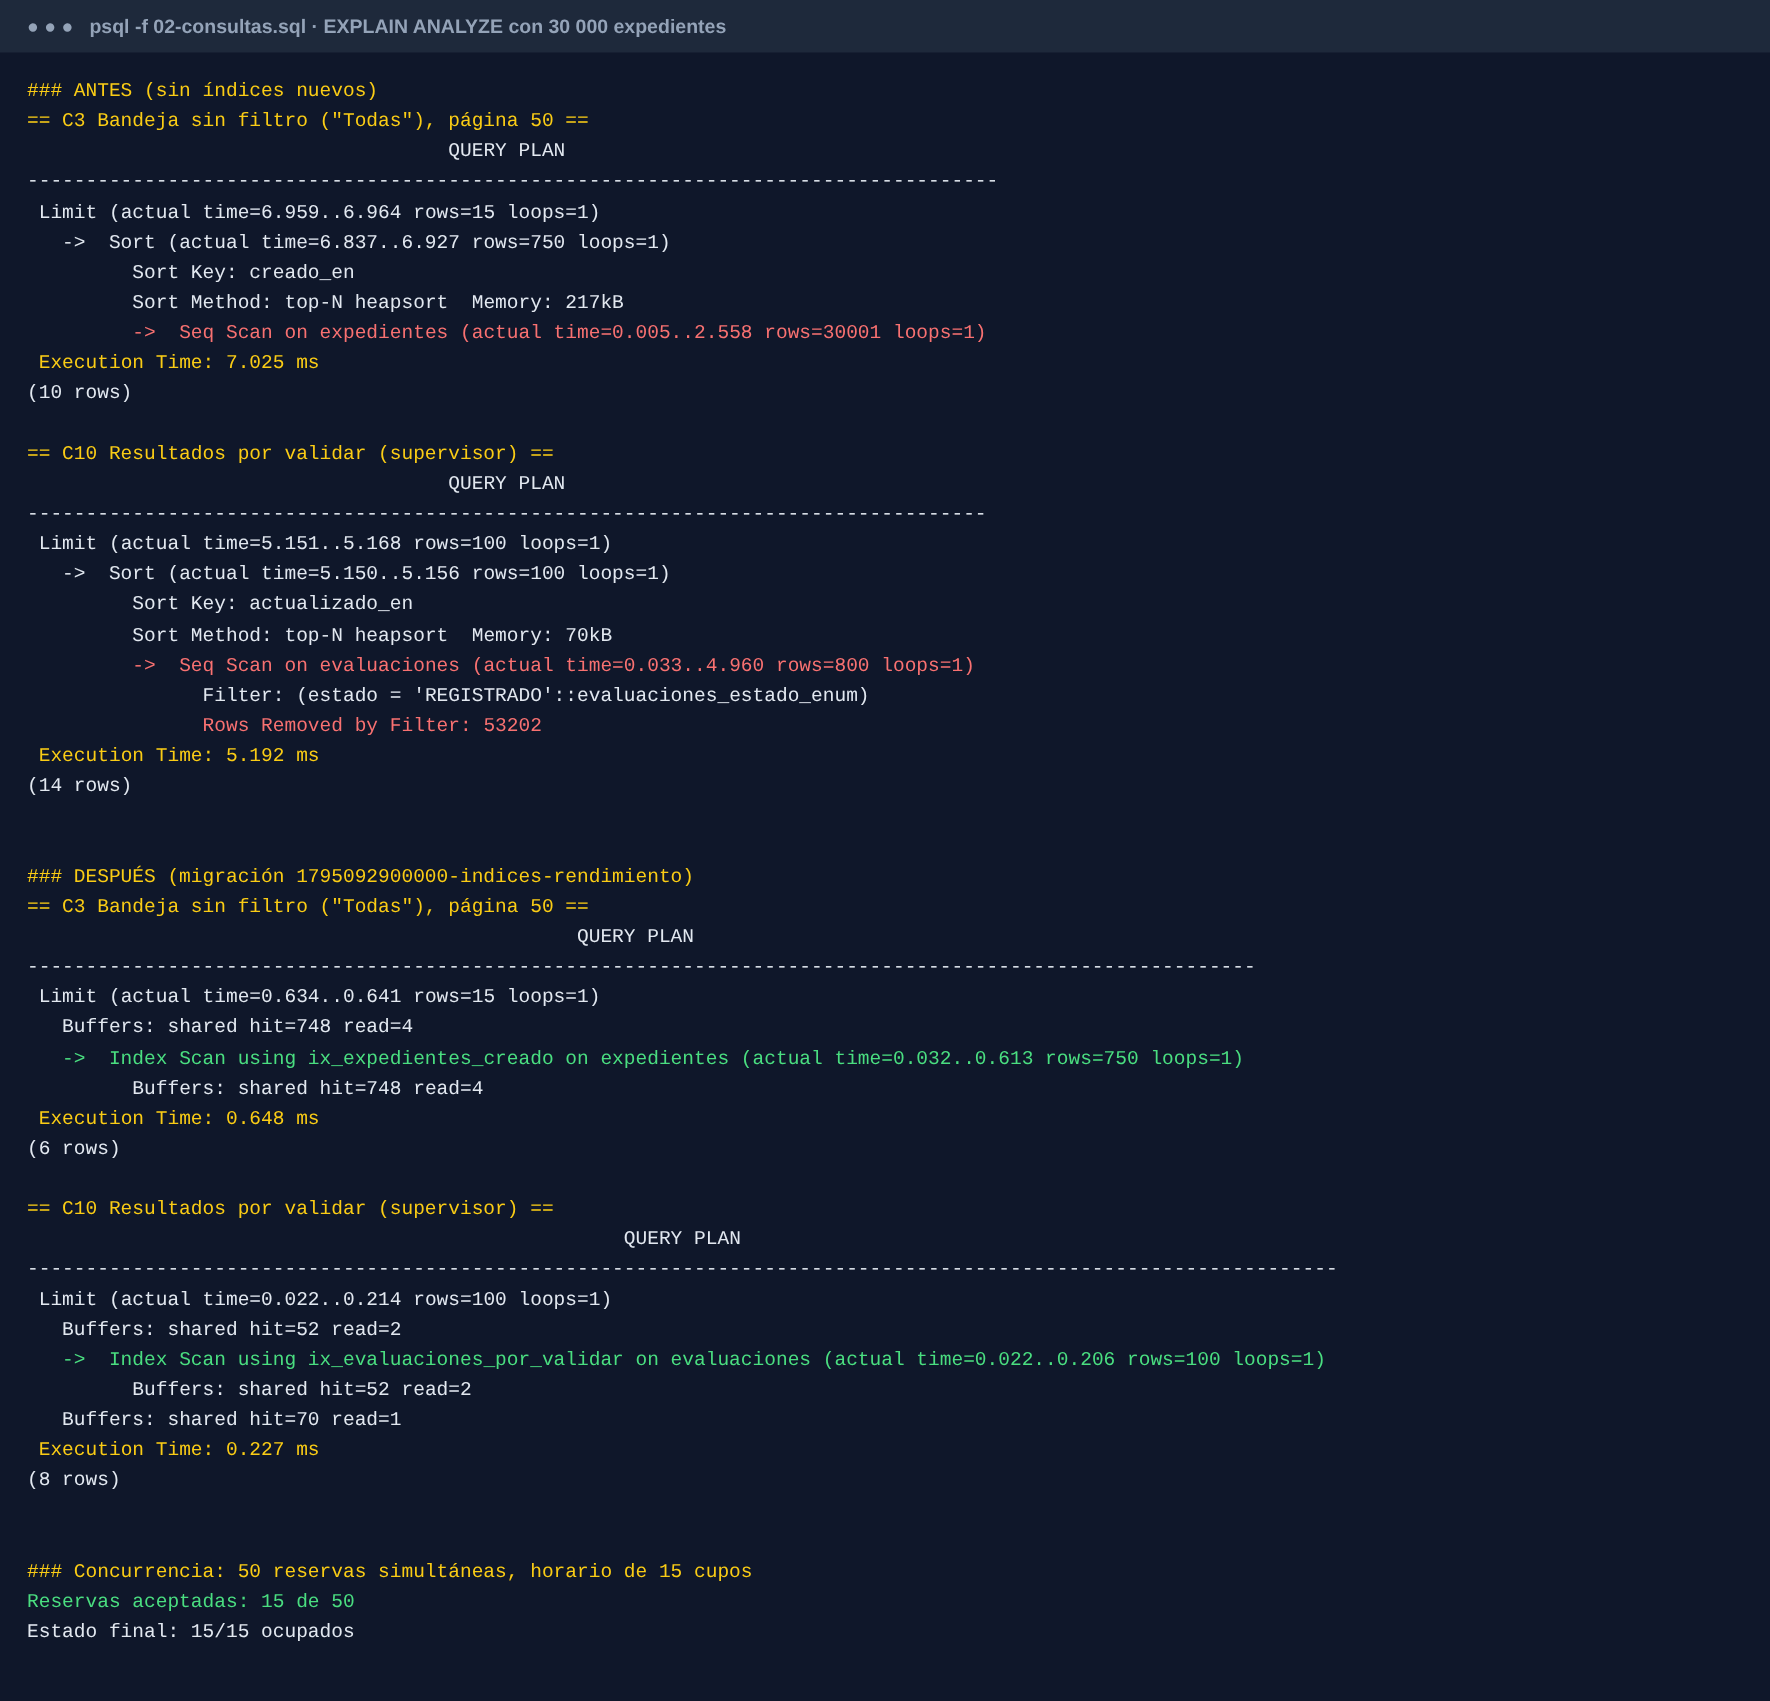 ● ● ● psql -f 02-consultas.sql · EXPLAIN ANALYZE con 30 000 expedientes
### ANTES (sin índices nuevos)
== C3 Bandeja sin filtro ("Todas"), página 50 ==
                                    QUERY PLAN
-----------------------------------------------------------------------------------
 Limit (actual time=6.959..6.964 rows=15 loops=1)
   ->  Sort (actual time=6.837..6.927 rows=750 loops=1)
         Sort Key: creado_en
         Sort Method: top-N heapsort  Memory: 217kB
         ->  Seq Scan on expedientes (actual time=0.005..2.558 rows=30001 loops=1)
 Execution Time: 7.025 ms
(10 rows)

== C10 Resultados por validar (supervisor) ==
                                    QUERY PLAN
----------------------------------------------------------------------------------
 Limit (actual time=5.151..5.168 rows=100 loops=1)
   ->  Sort (actual time=5.150..5.156 rows=100 loops=1)
         Sort Key: actualizado_en
         Sort Method: top-N heapsort  Memory: 70kB
         ->  Seq Scan on evaluaciones (actual time=0.033..4.960 rows=800 loops=1)
               Filter: (estado = 'REGISTRADO'::evaluaciones_estado_enum)
               Rows Removed by Filter: 53202
 Execution Time: 5.192 ms
(14 rows)

### DESPUÉS (migración 1795092900000-indices-rendimiento)
== C3 Bandeja sin filtro ("Todas"), página 50 ==
                                               QUERY PLAN
---------------------------------------------------------------------------------------------------------
 Limit (actual time=0.634..0.641 rows=15 loops=1)
   Buffers: shared hit=748 read=4
   ->  Index Scan using ix_expedientes_creado on expedientes (actual time=0.032..0.613 rows=750 loops=1)
         Buffers: shared hit=748 read=4
 Execution Time: 0.648 ms
(6 rows)

== C10 Resultados por validar (supervisor) ==
                                                   QUERY PLAN
----------------------------------------------------------------------------------------------------------------
 Limit (actual time=0.022..0.214 rows=100 loops=1)
   Buffers: shared hit=52 read=2
   ->  Index Scan using ix_evaluaciones_por_validar on evaluaciones (actual time=0.022..0.206 rows=100 loops=1)
         Buffers: shared hit=52 read=2
   Buffers: shared hit=70 read=1
 Execution Time: 0.227 ms
(8 rows)

### Concurrencia: 50 reservas simultáneas, horario de 15 cupos
Reservas aceptadas: 15 de 50
Estado final: 15/15 ocupados